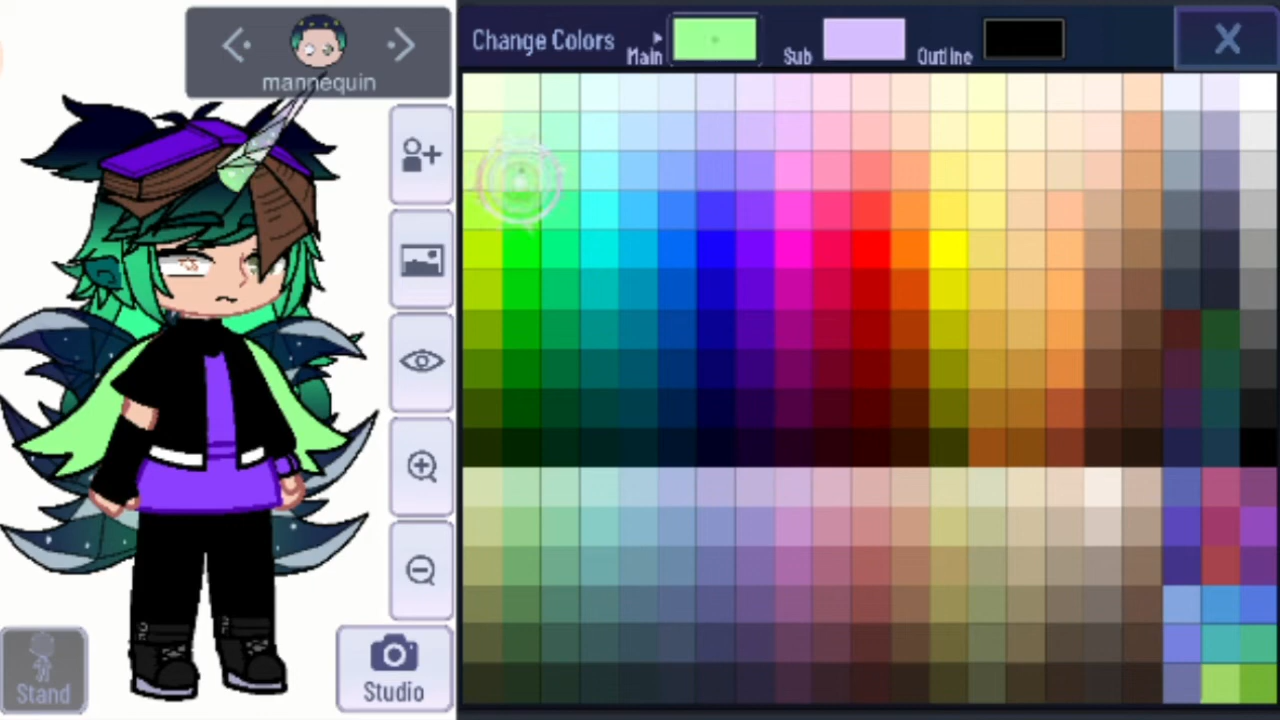 mannequin
Change Colors
Main
Sub
Outline
Studio
Stand